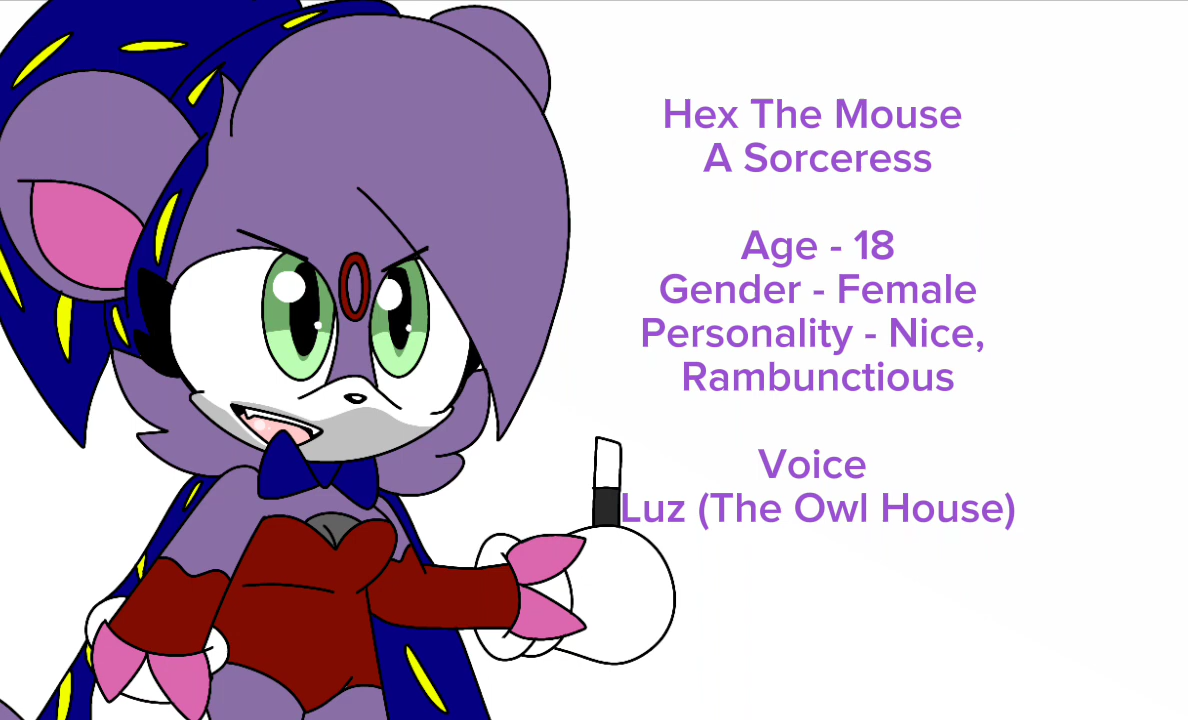 Hex The Mouse
A Sorceress
Age - 18
Gender - Female
Personality - Nice,
Rambunctious
Voice
Luz (The Owl House)